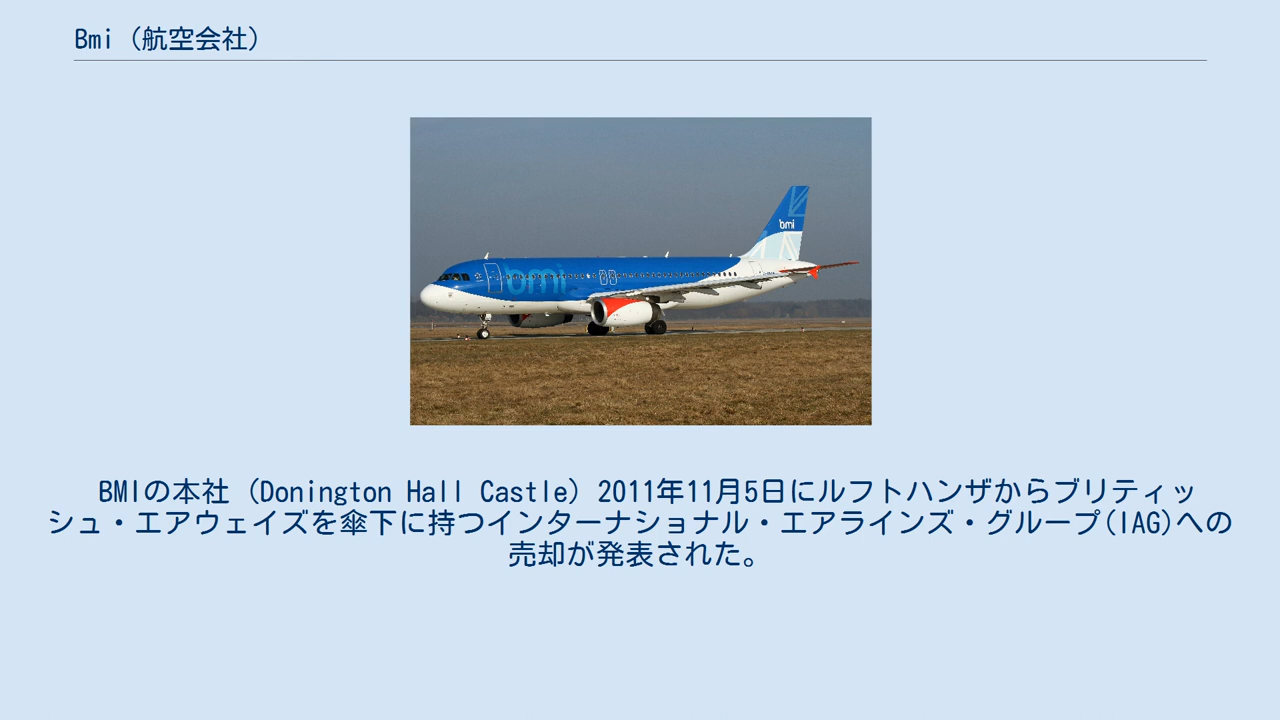 Bmi (航空会社)
bmi
bmi
BMIの本社 (Donington Hall Castle) 2011年11月5日にルフトハンザからブリティッ
シュ・エアウェイズを傘下に持つインターナショナル・エアラインズ・グループ(IAG)への
売却が発表された。